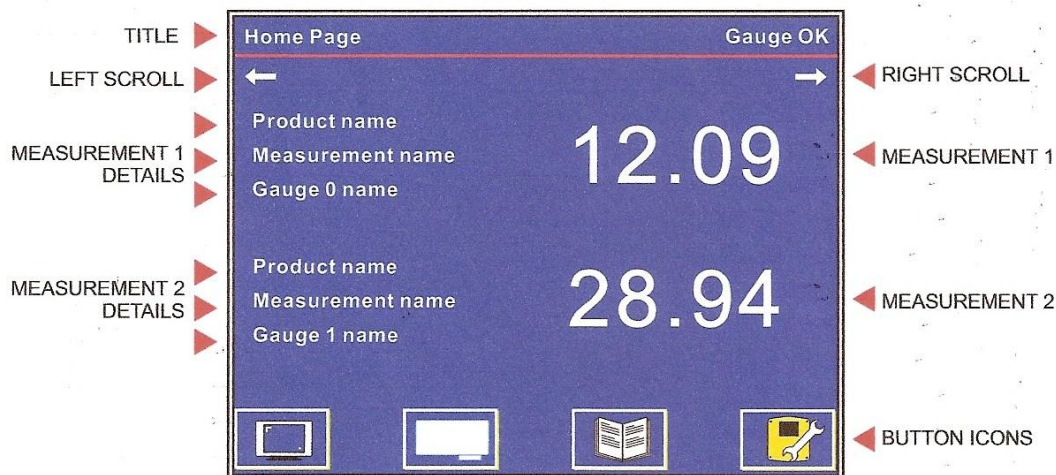 TITLE
Home Page
Gauge OK
LEFT SCROLL
RIGHT SCROLL
MEASUREMENT 1
DETAILS
Product name
Measurement name
Gauge 0 name
12.09
MEASUREMENT 1
MEASUREMENT 2
DETAILS
Product name
Measurement name
Gauge 1 name
28.94
MEASUREMENT 2
BUTTON ICONS